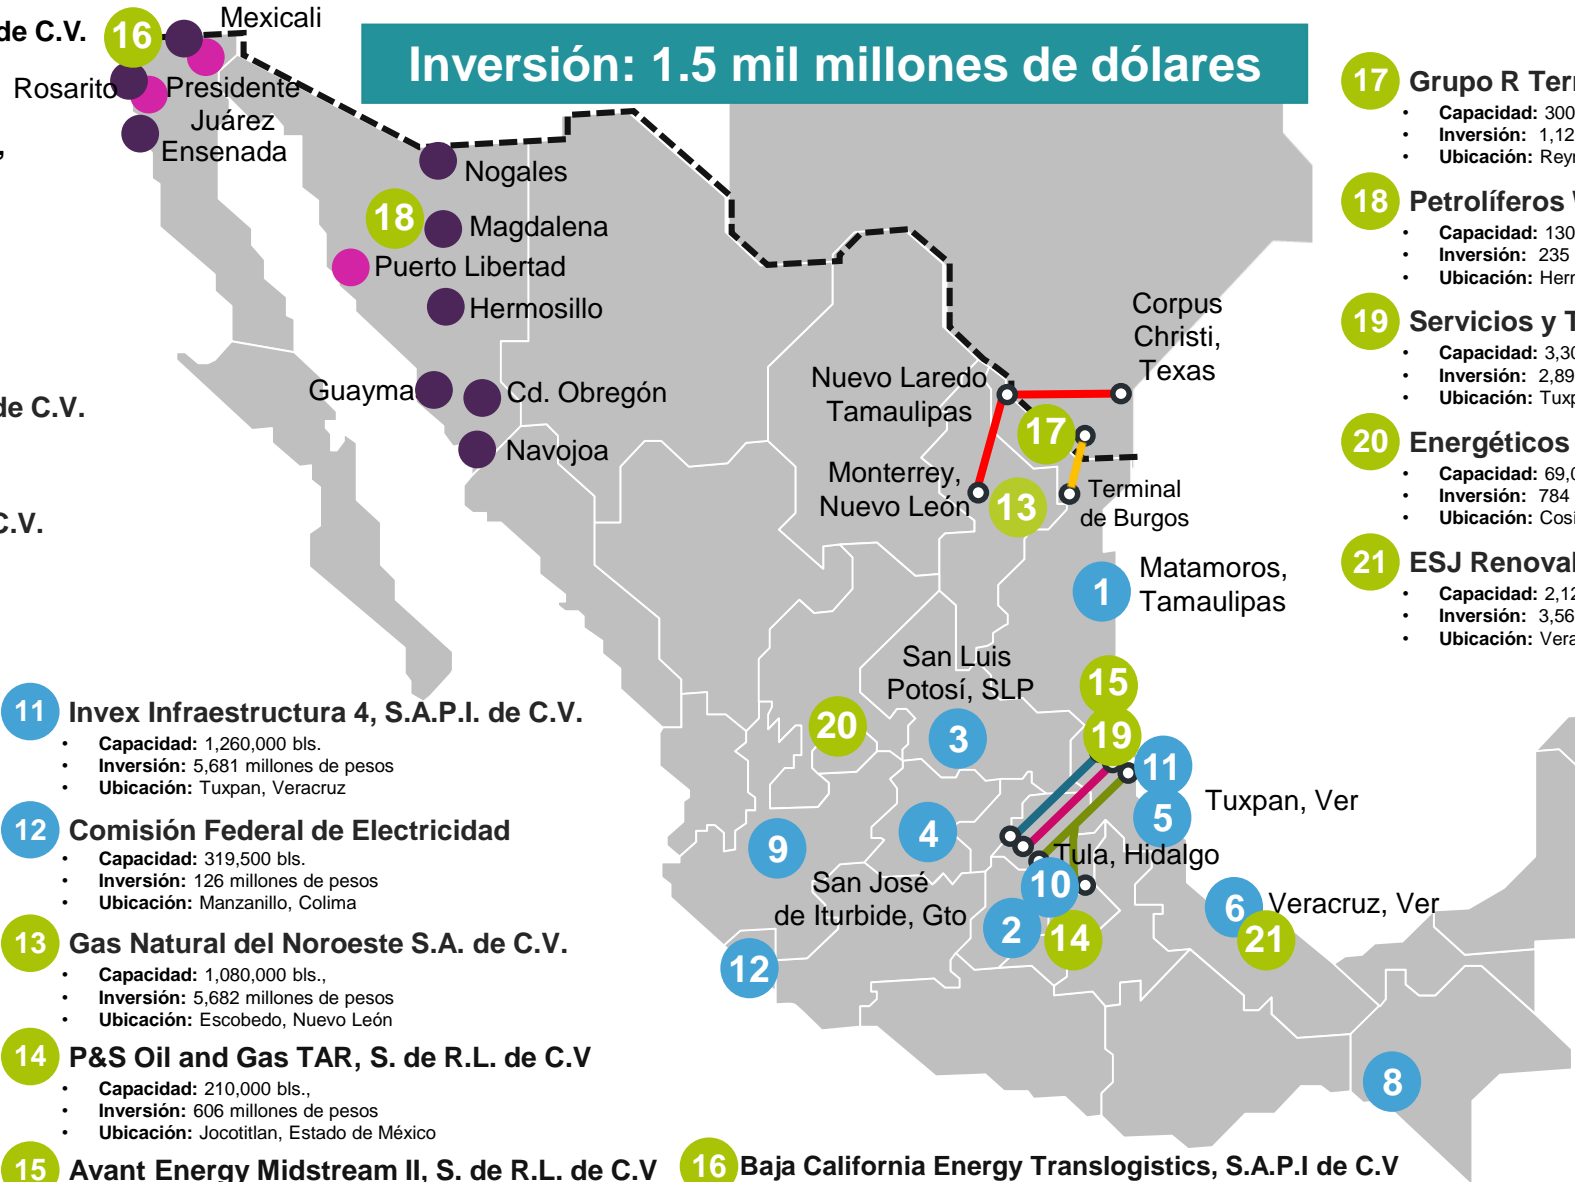 de C.V.
16
Mexicali
Inversión: 1.5 mil millones de dólares
Rosarito
Presidente
Juárez
Ensenada
,
Nogales
18
Magdalena
Puerto Libertad
Hermosillo
Guayma
Cd. Obregón
Navojoa
Corpus
Christi,
Texas
Nuevo Laredo
Tamaulipas
17
Monterrey,
Nuevo León
13
Terminal
de Burgos
1
Matamoros,
Tamaulipas
San Luis
Potosí, SLP
15
20
3
19
11
5
Tuxpan, Ver
9
4
Tula, Hidalgo
San José
de Iturbide, Gto
10
2
14
6
Veracruz, Ver
21
12
8
de C.V.
C.V.
11 Invex Infraestructura 4, S.A.P.I. de C.V.
• Capacidad: 1,260,000 bls.
• Inversión: 5,681 millones de pesos
• Ubicación: Tuxpan, Veracruz
12 Comisión Federal de Electricidad
• Capacidad: 319,500 bls.
• Inversión: 126 millones de pesos
• Ubicación: Manzanillo, Colima
13 Gas Natural del Noroeste S.A. de C.V.
• Capacidad: 1,080,000 bls.,
• Inversión: 5,682 millones de pesos
• Ubicación: Escobedo, Nuevo León
14 P&S Oil and Gas TAR, S. de R.L. de C.V
• Capacidad: 210,000 bls.,
• Inversión: 606 millones de pesos
• Ubicación: Jocotitlan, Estado de México
15 Avant Energy Midstream II, S. de R.L. de C.V
16 Baja California Energy Translogistics, S.A.P.I de C.V
17 Grupo R Ter
• Capacidad: 300
• Inversión: 1,12
• Ubicación: Rey
18 Petrolíferos
• Capacidad: 130
• Inversión: 235
• Ubicación: Her
19 Servicios y T
• Capacidad: 3,30
• Inversión: 2,89
• Ubicación: Tuxp
20 Energéticos
• Capacidad: 69,0
• Inversión: 784
• Ubicación: Cosí
21 ESJ Renoval
• Capacidad: 2,12
• Inversión: 3,56
• Ubicación: Vera